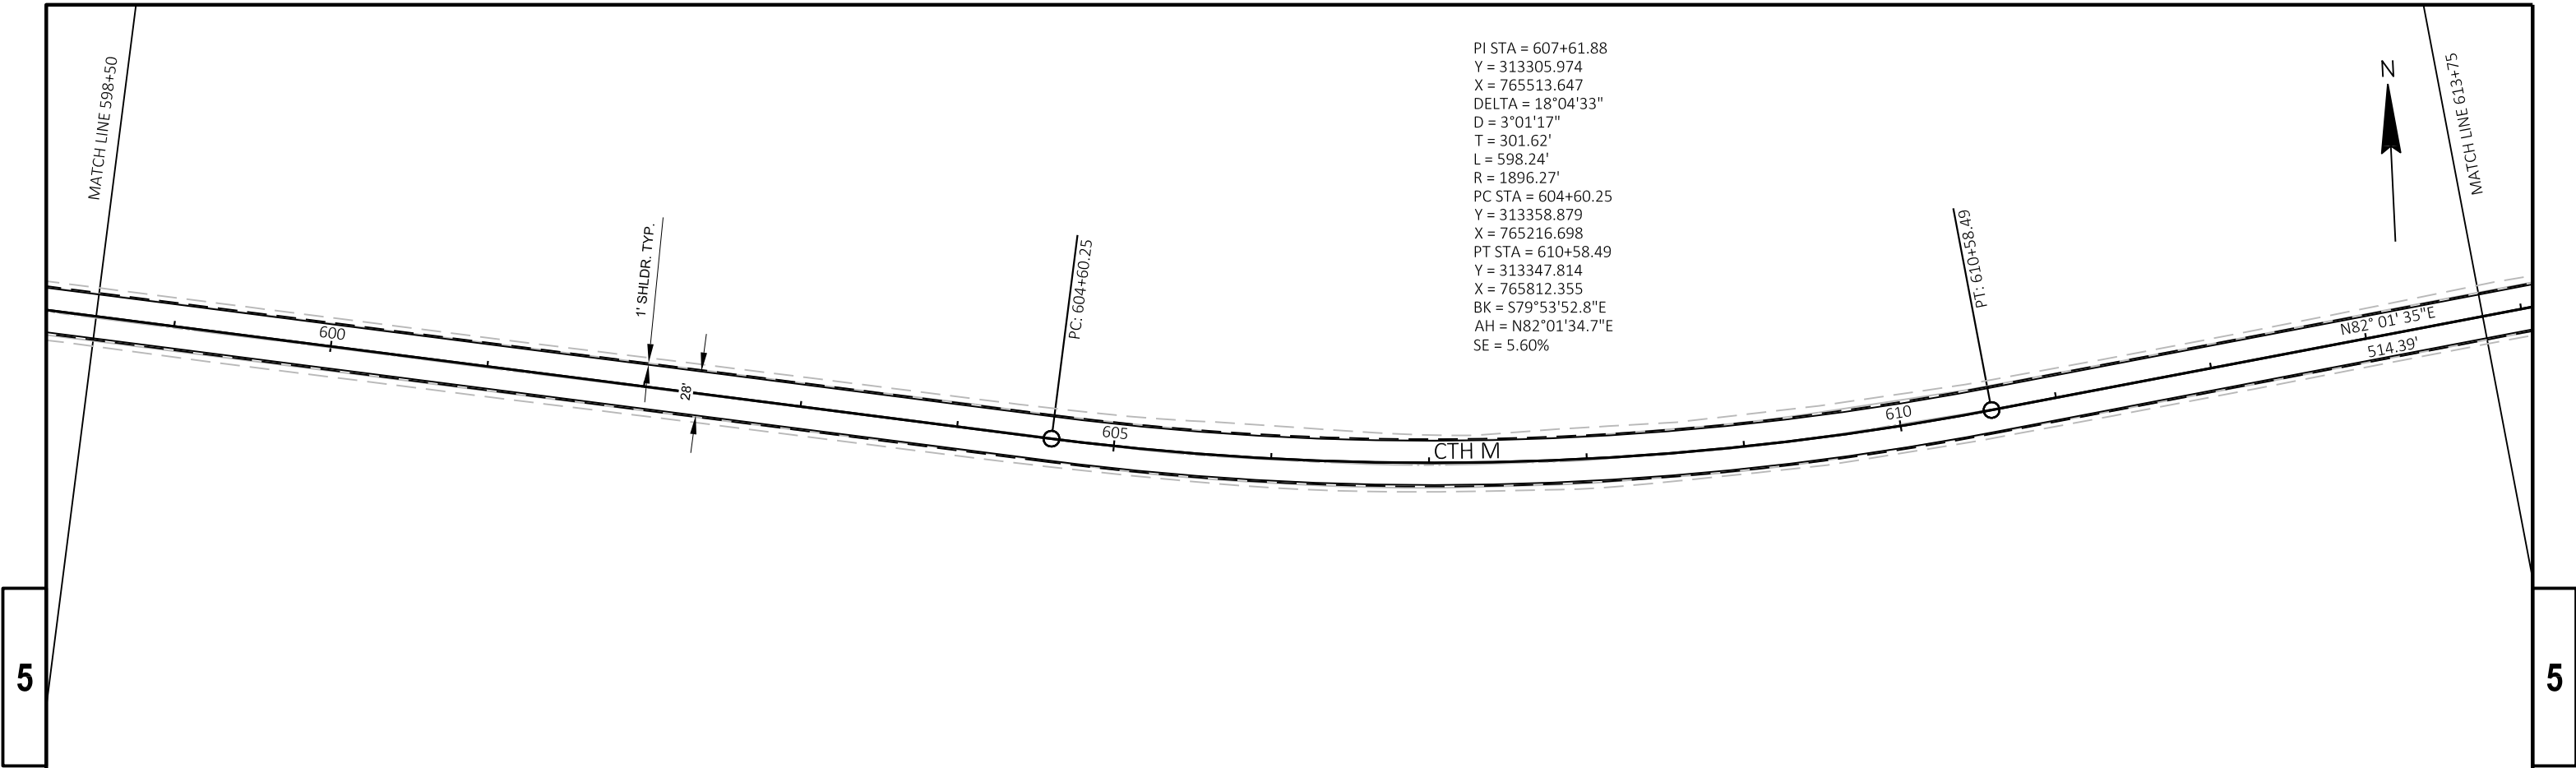 MATCH LINE 598+50
600
1' SHLDR. TYP.
28'
PC: 604+60.25
605
CTH M
PI STA = 607+61.88
Y = 313305.974
X = 765513.647
DELTA = 18°04'33"
D = 3°01'17"
T = 301.62'
L = 598.24'
R = 1896.27'
PC STA = 604+60.25
Y = 313358.879
X = 765216.698
PT STA = 610+58.49
Y = 313347.814
X = 765812.355
BK = S79°53'52.8"E
AH = N82°01'34.7"E
SE = 5.60%
610
PT: 610+58.49
N
MATCH LINE 613+75
N82° 01' 35"E
514.39'
5
5